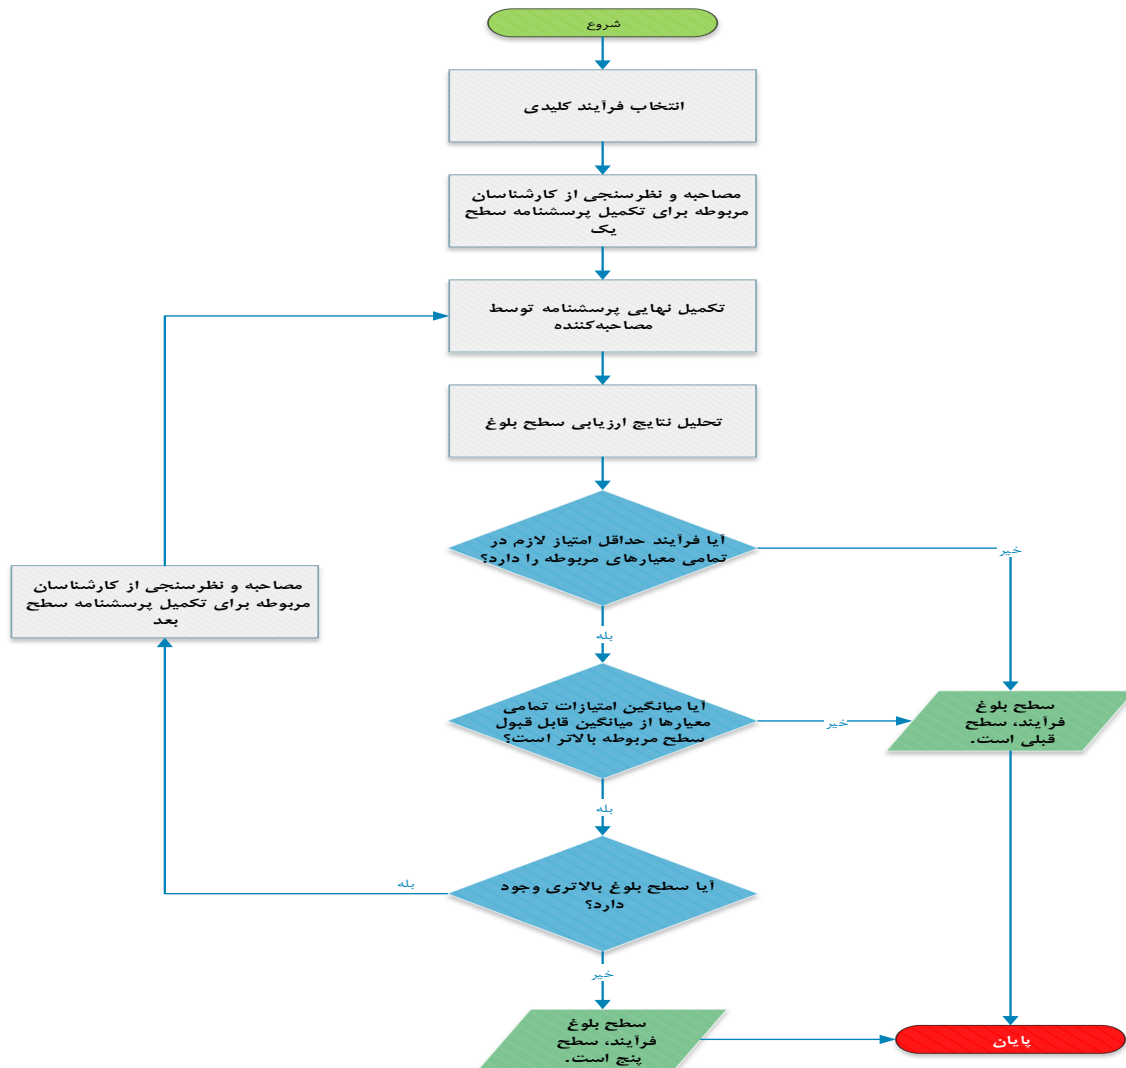 شروع
انتخاب فرآیند کلیدی
مصاحبه و نظرسنجی از کارشناسان
مربوطه برای تکمیل پرسشنامه سطح
یک
تکمیل نهایی پرسشنامه توسط
مصاحبه‌کننده
تحلیل نتایج ارزیابی سطح بلوغ
آیا فرآیند حداقل امتیاز لازم در
تمامی معیارهای مربوطه را دارد؟
خیر
مصاحبه و نظرسنجی از کارشناسان
مربوطه برای تکمیل پرسشنامه سطح
بعد
بله
آیا میانگین امتیازات تمامی
معیارها از میانگین قابل قبول
سطح مربوطه بالاتر است؟
خیر
سطح بلوغ
فرآیند، سطح
قبلی است.
بله
آیا سطح بلوغ بالاتری وجود
دارد؟
بله
خیر
سطح بلوغ
فرآیند، سطح
پنج است.
پایان